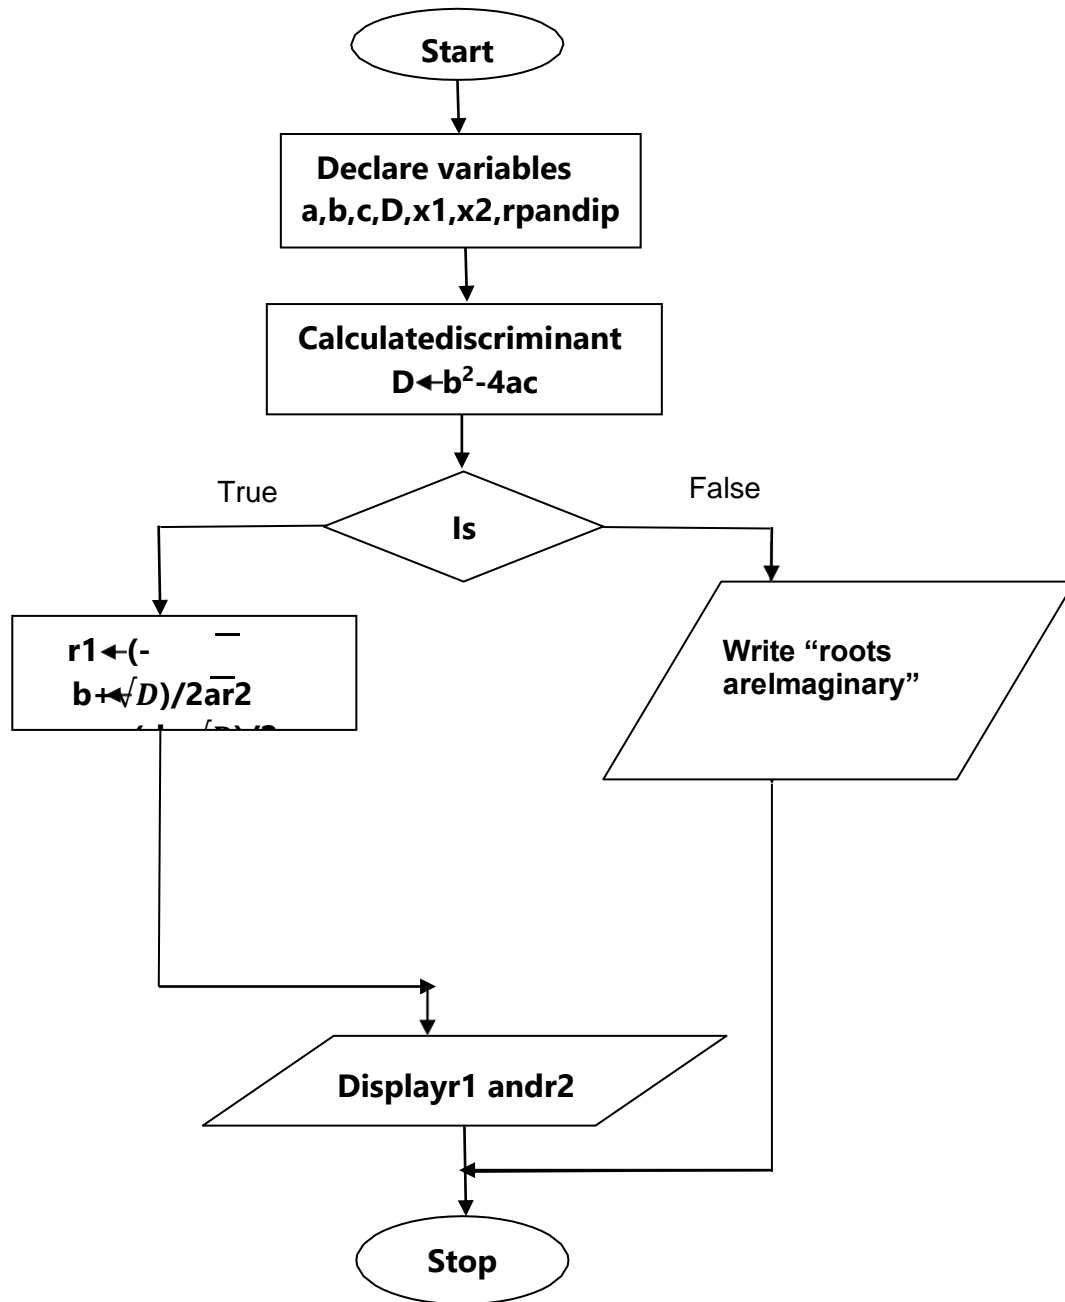 Start
Declare variables
a,b,c,D,x1,x2,rpandip
Calculatediscriminant
D←b²-4ac
True
False
Is
r1←(-
b+√D)/2ar2
Write “roots
areImaginary”
Displayr1 andr2
Stop